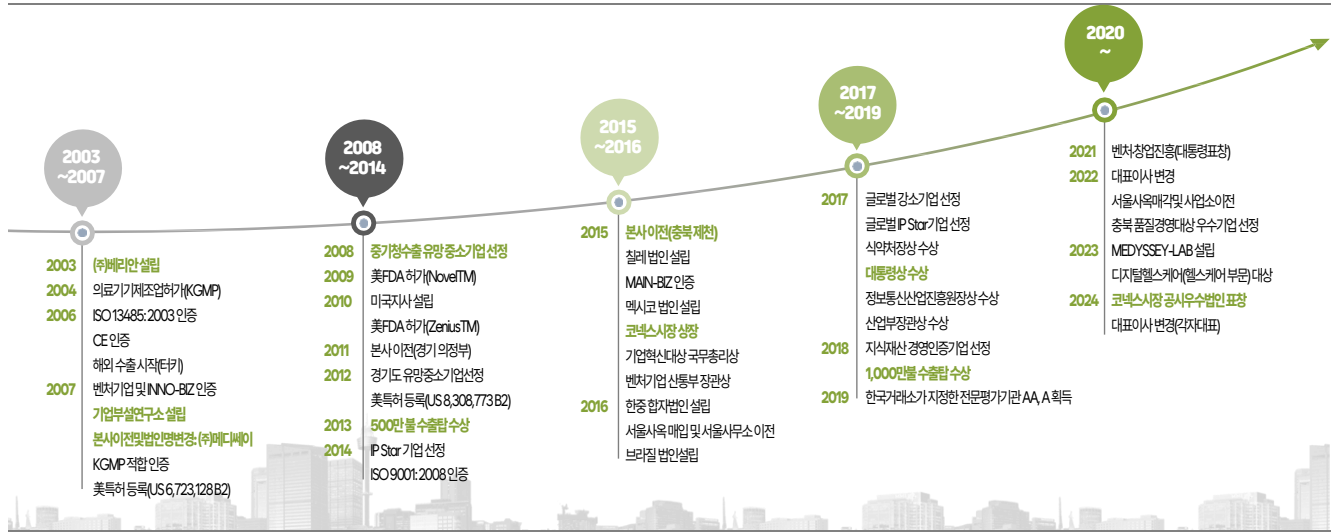 2003
~2007
2003 ㈜베리안 설립
2004 의료기기제조업허가(KGMP)
2006 ISO 13485: 2003 인증
CE 인증
해외 수출 시작(터키)
2007 벤처기업 및 INNO-BIZ 인증
기업부설연구소 설립
본사이전및법인명변경: ㈜메디쎄이
KGMP 적합 인증
美특허 등록(US 6,723,128 B2)
2008
~2014
2008 중기청수출 유망 중소기업 선정
2009 美FDA 허가(NovelTM)
2010 미국지사 설립
美FDA 허가(ZeniusTM)
2011 본사 이전(경기 의정부)
2012 경기도 유망중소기업선정
美특허 등록(US 8,308,773 B2)
2013 500만 불 수출탑 수상
2014 IP Star 기업 선정
ISO 9001: 2008 인증
2015
~2016
2015 본사 이전(충북 제천)
칠레 법인 설립
MAIN-BIZ 인증
멕시코 법인 설립
코넥스시장 상장
기업혁신대상 국무총리상
벤처기업 산통부 장관상
2016 한중 합자법인 설립
서울사옥 매입 및 서울사무소 이전
브라질 법인설립
2017
~2019
2017 글로벌 강소기업 선정
글로벌 IP Star기업 선정
식약처장상 수상
대통령상 수상
정보통신산업진흥원장상 수상
산업부장관상 수상
2018 지식재산 경영인증기업 선정
1,000만불 수출탑 수상
2019 한국거래소가 지정한 전문평가기관 AA, A 획득
2020
~
2021 벤처창업진흥(대통령표창)
2022 대표이사 변경
서울사옥매각 및 사업소이전
충북 품질경영대상 우수기업 선정
2023 MEDYSSEY-LAB 설립
디지털헬스케어(헬스케어 부문) 대상
2024 코넥스시장 공시우수법인 표창
대표이사 변경(각자대표)